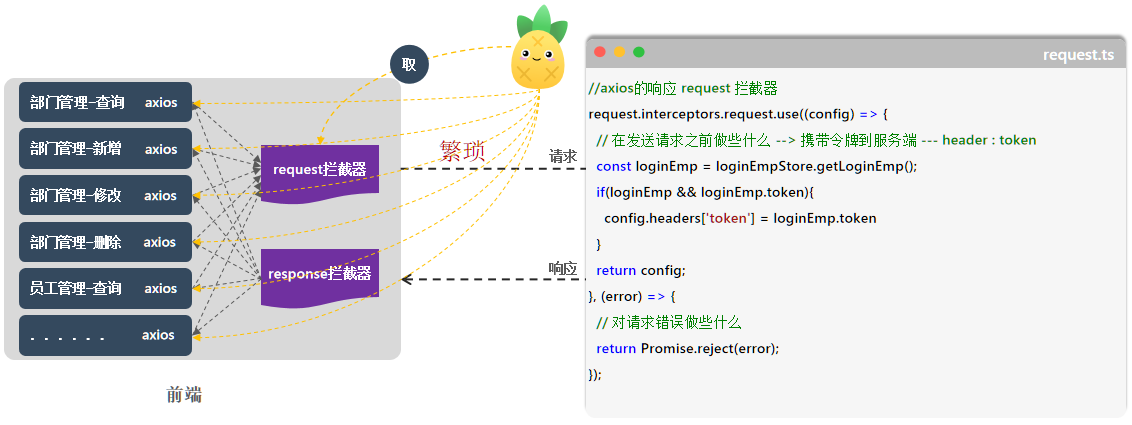 取
部门管理-查询 axios
部门管理-新增 axios
部门管理-修改 axios
部门管理-删除 axios
员工管理-查询 axios
. . . . . . axios
request拦截器
response拦截器
繁琐
请求
响应
前端
request.ts
//axios的响应 request 拦截器
request.interceptors.request.use((config) => {
// 在发送请求之前做些什么 --> 携带令牌到服务端 --- header : token
const loginEmp = loginEmpStore.getLoginEmp();
if(loginEmp && loginEmp.token){
config.headers['token'] = loginEmp.token
}
return config;
}, (error) => {
// 对请求错误做些什么
return Promise.reject(error);
});